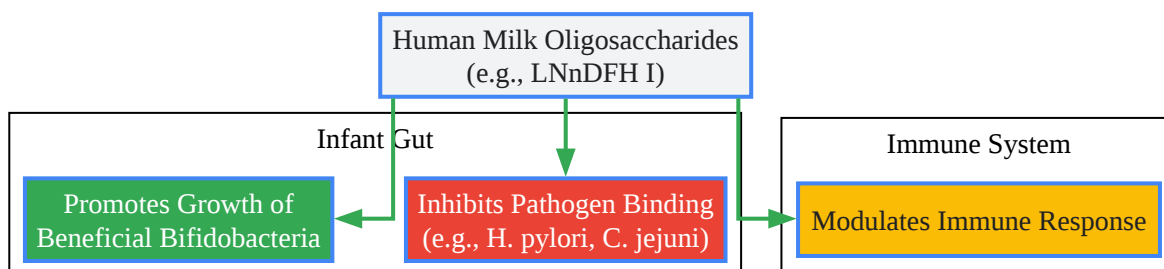 Human Milk Oligosaccharides
(e.g., LNnDFH I)
Infant Gut
Immune System
Promotes Growth of
Beneficial Bifidobacteria
Inhibits Pathogen Binding
(e.g., H. pylori, C. jejuni)
Modulates Immune Response